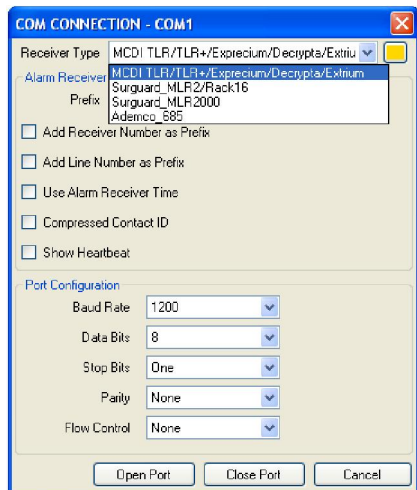 COM CONNECTION - COM1
Receiver Type MCDI TLR/TLR+/Exprecium/Decrypta/Extriu
MCDI TLR/TLR+/Exprecium/Decrypta/Extrium
Alarm Receiver
Surguard_MLR2/Rack16
Prefix
Surguard_MLR2000
Ademco_685
Add Receiver Number as Prefix
Add Line Number as Prefix
Use Alarm Receiver Time
Compressed Contact ID
Show Heartbeat
Port Configuration
Baud Rate 1200
Data Bits 8
Stop Bits One
Parity None
Flow Control None
Open Port Close Port Cancel